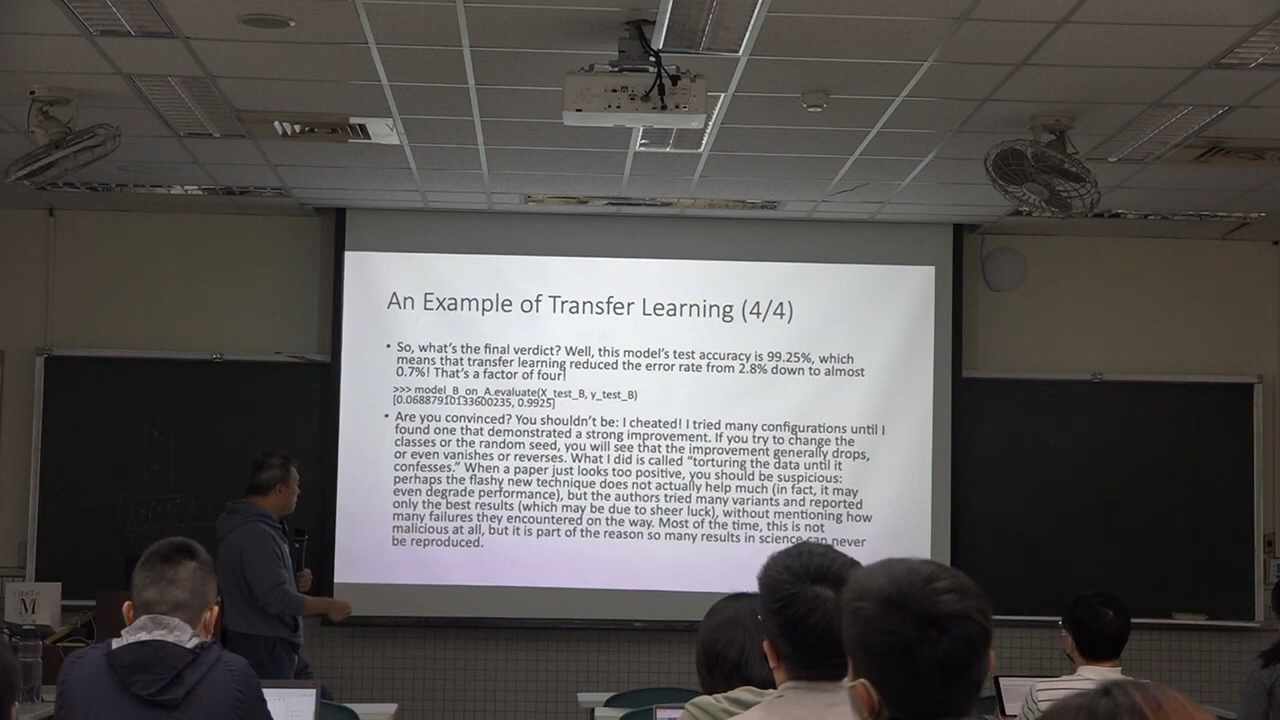 An Example of Transfer Learning (4/4)
• So, what's the final verdict? Well, this model's test accuracy is 99.25%, which
means that transfer learning reduced the error rate from 2.8% down to almost
0.7%! That's a factor of four!
>>> model_B_on_A.evaluate(X_test_B, y_test_B)
[0.06887910133600235, 0.9925]
• Are you convinced? You shouldn't be: I cheated! I tried many configurations until I
found one that demonstrated a strong improvement. If you try to change the
classes or the random seed, you will see that the improvement generally drops,
or even vanishes or reverses. What I did is called “torturing the data until it
confesses.” When a paper just looks too positive, you should be suspicious:
perhaps the flashy new technique does not actually help much (in fact, it may
even degrade performance), but the authors tried many variants and reported
only the best results (which may be due to sheer luck), without mentioning how
many failures they encountered on the way. Most of the time, this is not
malicious at all, but it is part of the reason so many results in science can never
be reproduced.
M